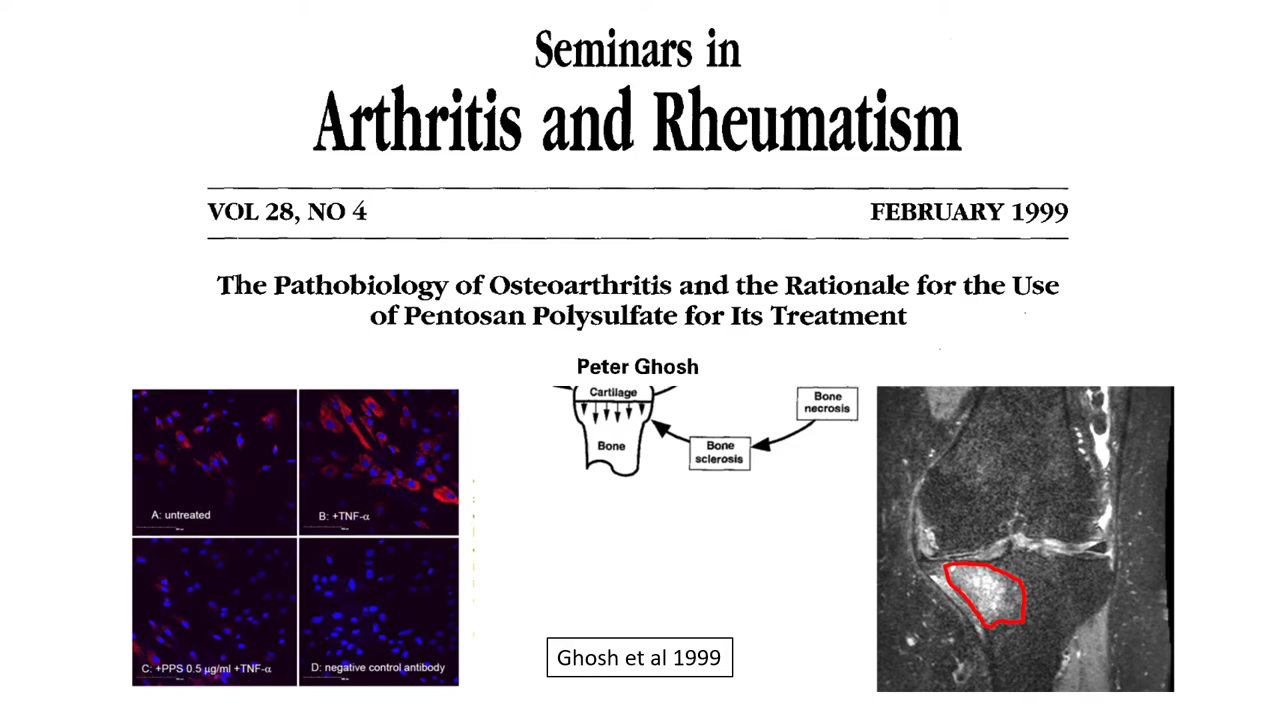 Seminars in
Arthritis and Rheumatism
VOL 28, NO 4
FEBRUARY 1999
The Pathobiology of Osteoarthritis and the Rationale for the Use
of Pentosan Polysulfate for Its Treatment
Peter Ghosh
A: untreated
B: +TNF-α
C: +PPS 0.5 µg/ml +TNF-α
D: negative control antibody
Cartilage
Bone
Bone
sclerosis
Bone
necrosis
Ghosh et al 1999